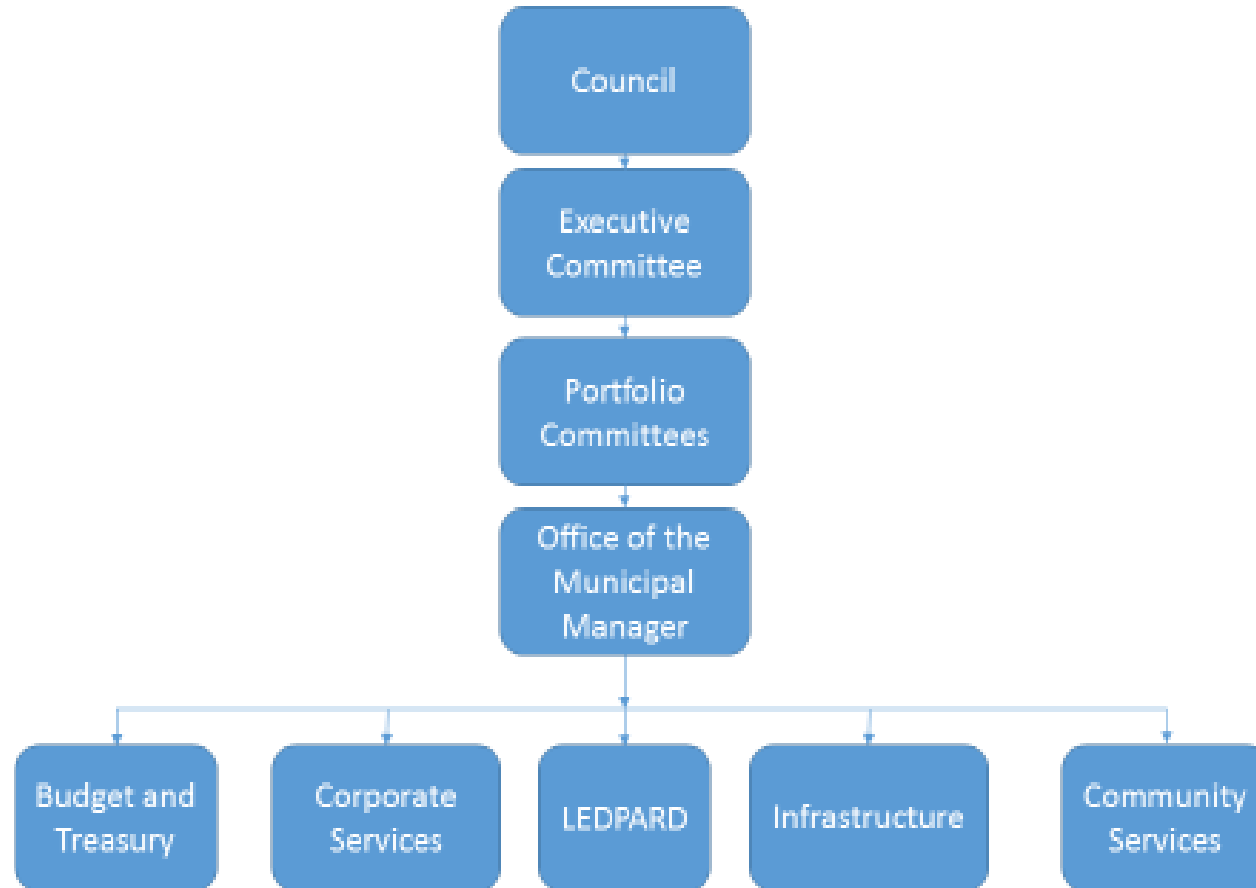 Council
Executive
Committee
Portfolio
Committees
Office of the
Municipal
Manager
Budget and
Treasury
Corporate
Services
LEDPARD
Infrastructure
Community
Services